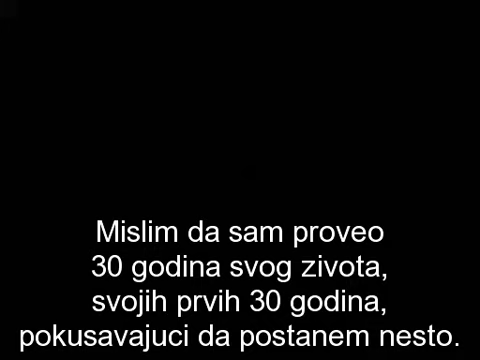 Mislim da sam proveo
30 godina svog zivota,
svojih prvih 30 godina,
pokusavajuci da postanem nesto.